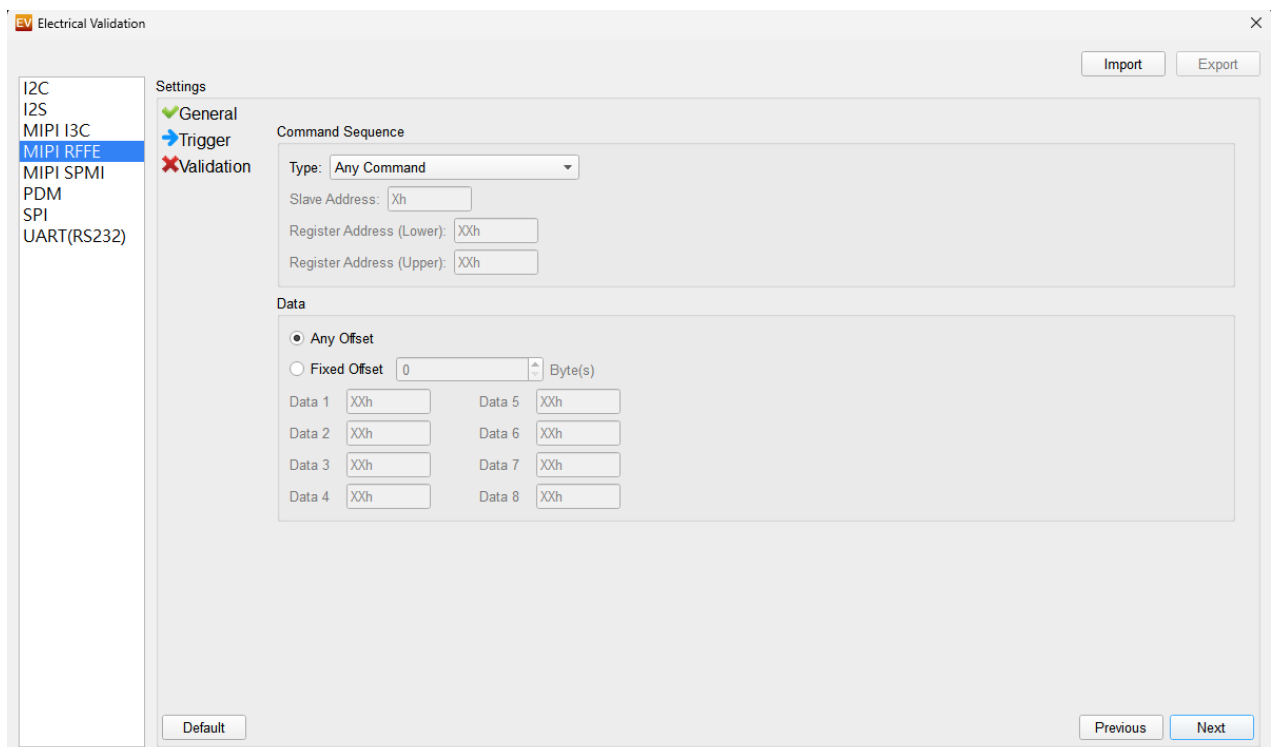 EV Electrical Validation
Import Export
I2C
I2S
MIPI I3C
MIPI RFFE
MIPI SPMI
PDM
SPI
UART(RS232)
Settings
General
Trigger
Validation
Command Sequence
Type: Any Command
Slave Address: Xh
Register Address (Lower): XXh
Register Address (Upper): XXh
Data
Any Offset
Fixed Offset 0 Byte(s)
Data 1 XXh Data 5 XXh
Data 2 XXh Data 6 XXh
Data 3 XXh Data 7 XXh
Data 4 XXh Data 8 XXh
Default Previous Next